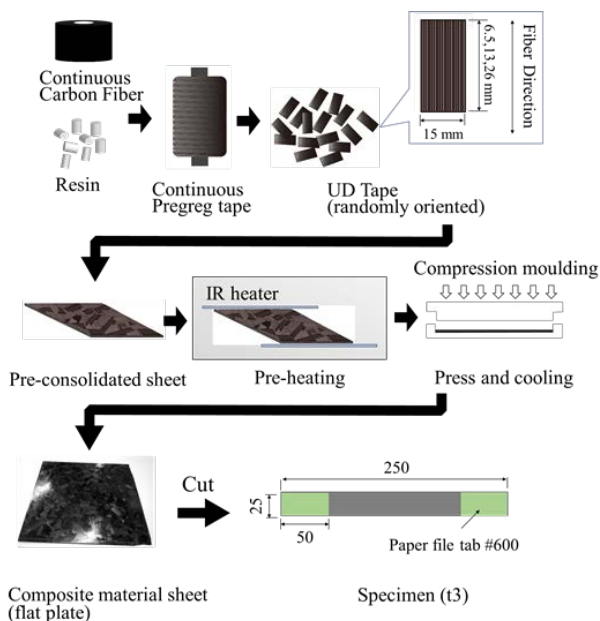 Continuous
Carbon Fiber
Resin
Continuous
Pregreg tape
UD Tape
(randomly oriented)
15 mm
6.5,13,26 mm
Fiber Direction
Pre-consolidated sheet
IR heater
Pre-heating
Compression moulding
Press and cooling
Composite material sheet
(flat plate)
Cut
250
25
50
Paper file tab #600
Specimen (t3)